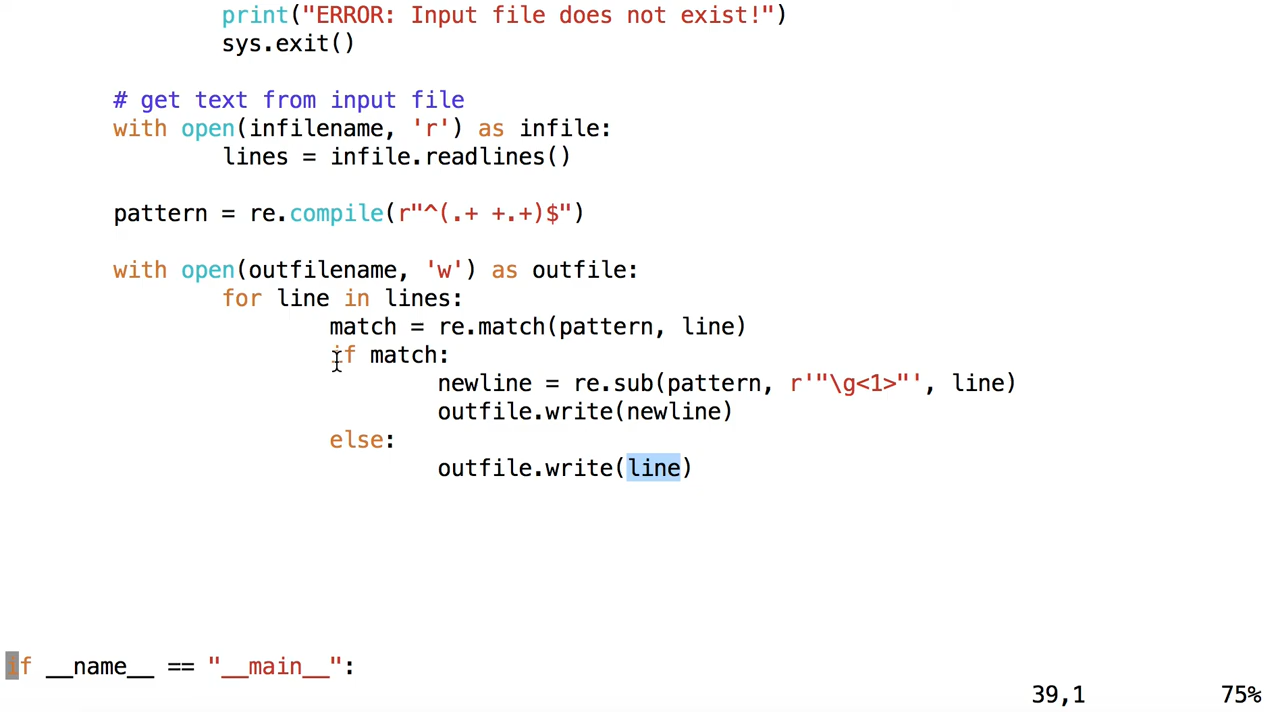 print("ERROR: Input file does not exist!")
sys.exit()
# get text from input file
with open(infilename, 'r') as infile:
lines = infile.readlines()
pattern = re.compile(r"^(.+ +.+)$")
with open(outfilename, 'w') as outfile:
for line in lines:
match = re.match(pattern, line)
if match:
newline = re.sub(pattern, r'"\g<1>"', line)
outfile.write(newline)
else:
outfile.write(line)
if __name__ == "__main__":
39,1 75%